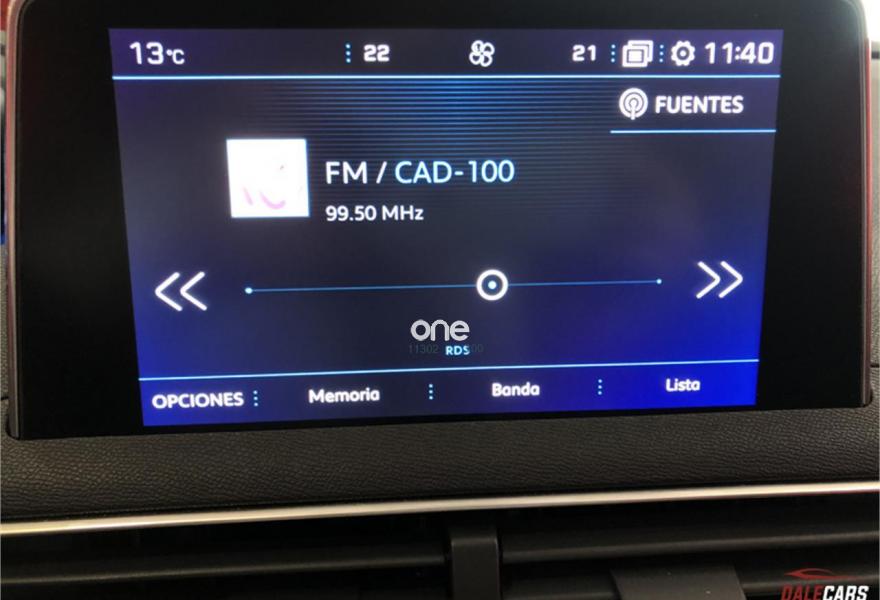 13°C 22 21 11:40
FUENTES
FM / CAD-100
99.50 MHz
one
RDS
OPCIONES Memoria Banda Lista
DALECARS